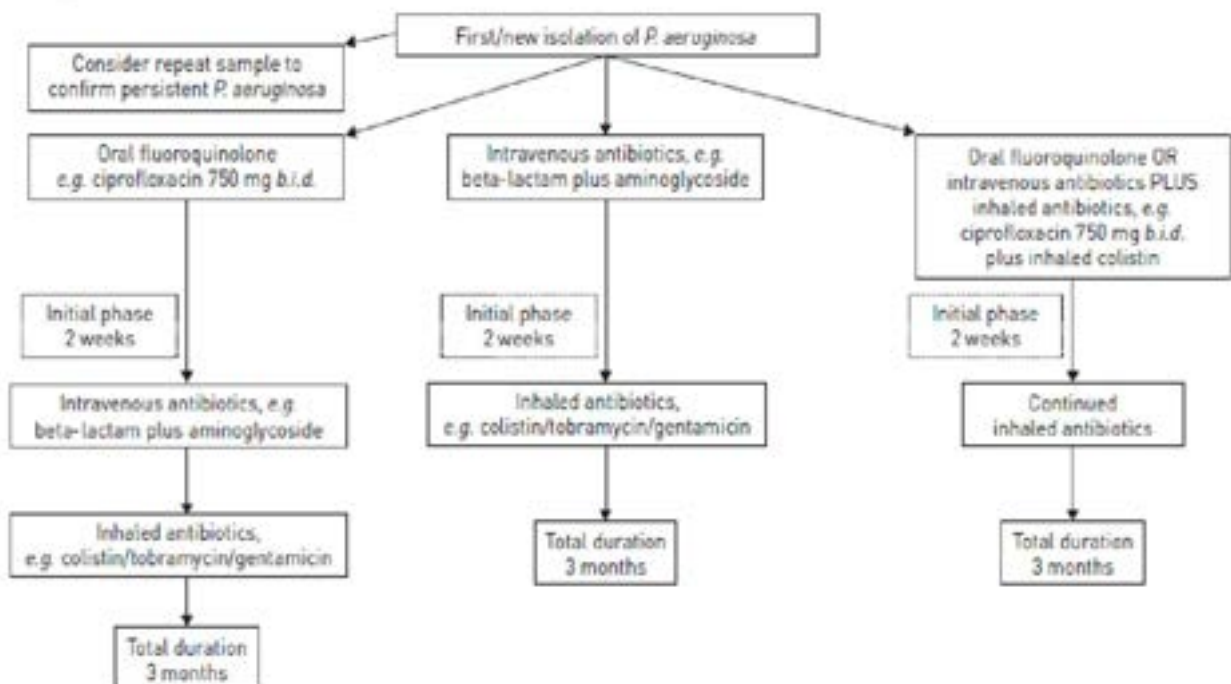 First/new isolation of P. aeruginosa
Consider repeat sample to
confirm persistent P. aeruginosa
Oral fluoroquinolone
e.g. ciprofloxacin 750 mg b.i.d.
Intravenous antibiotics, e.g.
beta-lactam plus aminoglycoside
Oral fluoroquinolone OR
intravenous antibiotics PLUS
inhaled antibiotics, e.g.
ciprofloxacin 750 mg b.i.d.
plus inhaled colistin
Initial phase
2 weeks
Initial phase
2 weeks
Initial phase
2 weeks
Intravenous antibiotics, e.g.
beta-lactam plus aminoglycoside
Inhaled antibiotics,
e.g. colistin/tobramycin/gentamicin
Continued
inhaled antibiotics
Inhaled antibiotics,
e.g. colistin/tobramycin/gentamicin
Total duration
3 months
Total duration
3 months
Total duration
3 months